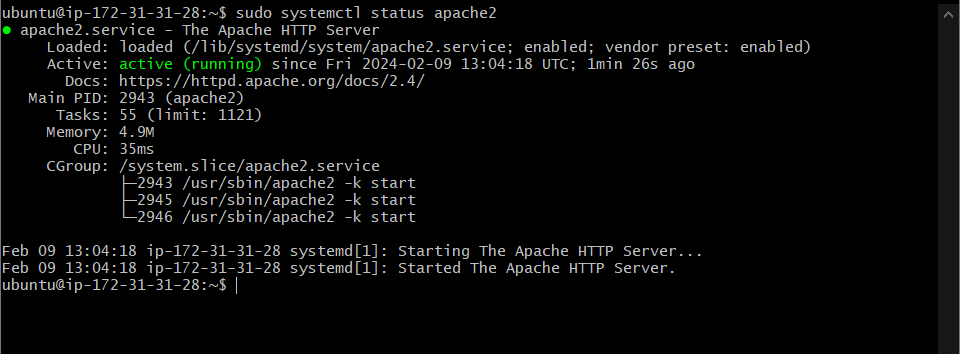 ubuntu@ip-172-31-31-28:~$ sudo systemctl status apache2
● apache2.service - The Apache HTTP Server
     Loaded: loaded (/lib/systemd/system/apache2.service; enabled; vendor preset: enabled)
     Active: active (running) since Fri 2024-02-09 13:04:18 UTC; 1min 26s ago
       Docs: https://httpd.apache.org/docs/2.4/
   Main PID: 2943 (apache2)
      Tasks: 55 (limit: 1121)
     Memory: 4.9M
        CPU: 35ms
     CGroup: /system.slice/apache2.service
             ├─2943 /usr/sbin/apache2 -k start
             ├─2945 /usr/sbin/apache2 -k start
             └─2946 /usr/sbin/apache2 -k start
Feb 09 13:04:18 ip-172-31-31-28 systemd[1]: Starting The Apache HTTP Server...
Feb 09 13:04:18 ip-172-31-31-28 systemd[1]: Started The Apache HTTP Server.
ubuntu@ip-172-31-31-28:~$